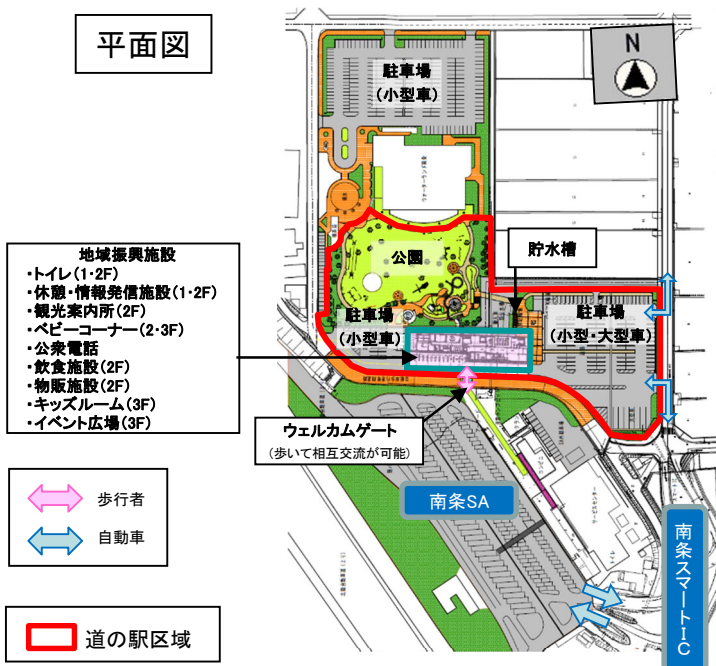 平面図
N
駐車場
(小型車)
公園
貯水槽
地域振興施設
・トイレ(1・2F)
・休憩・情報発信施設(1・2F)
・観光案内所(2F)
・ベビーコーナー(2・3F)
・公衆電話
・飲食施設(2F)
・物販施設(2F)
・キッズルーム(3F)
・イベント広場(3F)
駐車場
(小型車)
駐車場
(小型・大型車)
ウェルカムゲート
(歩いて相互交流が可能)
歩行者
自動車
南条SA
南条スマートIC
道の駅区域